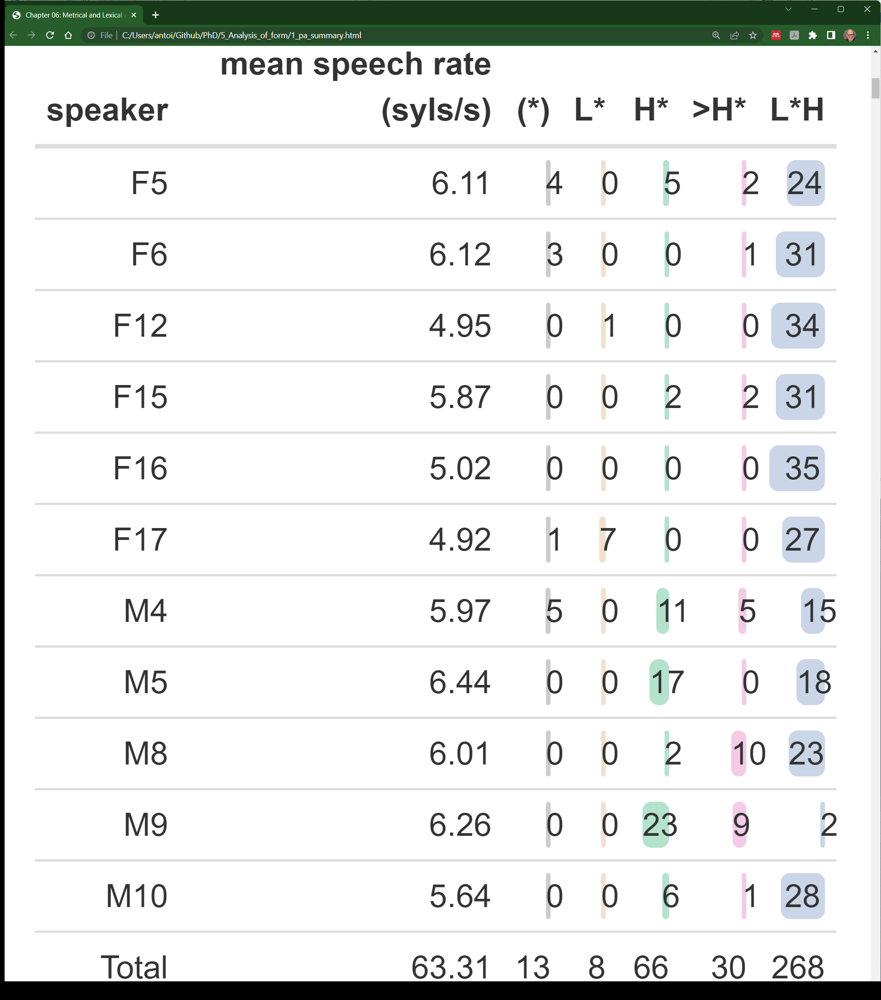 Chapter 06: Metrical and Lexical
File C:/Users/antoi/Github/PhD/5_Analysis_of_form/1_pa_summary.html
mean speech rate
speaker (syls/s) (*) L* H* >H* L*H
F5 6.11 4 0 5 2 24
F6 6.12 3 0 0 1 31
F12 4.95 0 1 0 0 34
F15 5.87 0 0 2 2 31
F16 5.02 0 0 0 0 35
F17 4.92 1 7 0 0 27
M4 5.97 5 0 11 5 15
M5 6.44 0 0 17 0 18
M8 6.01 0 0 2 10 23
M9 6.26 0 0 23 9 2
M10 5.64 0 0 6 1 28
Total 63.31 13 8 66 30 268